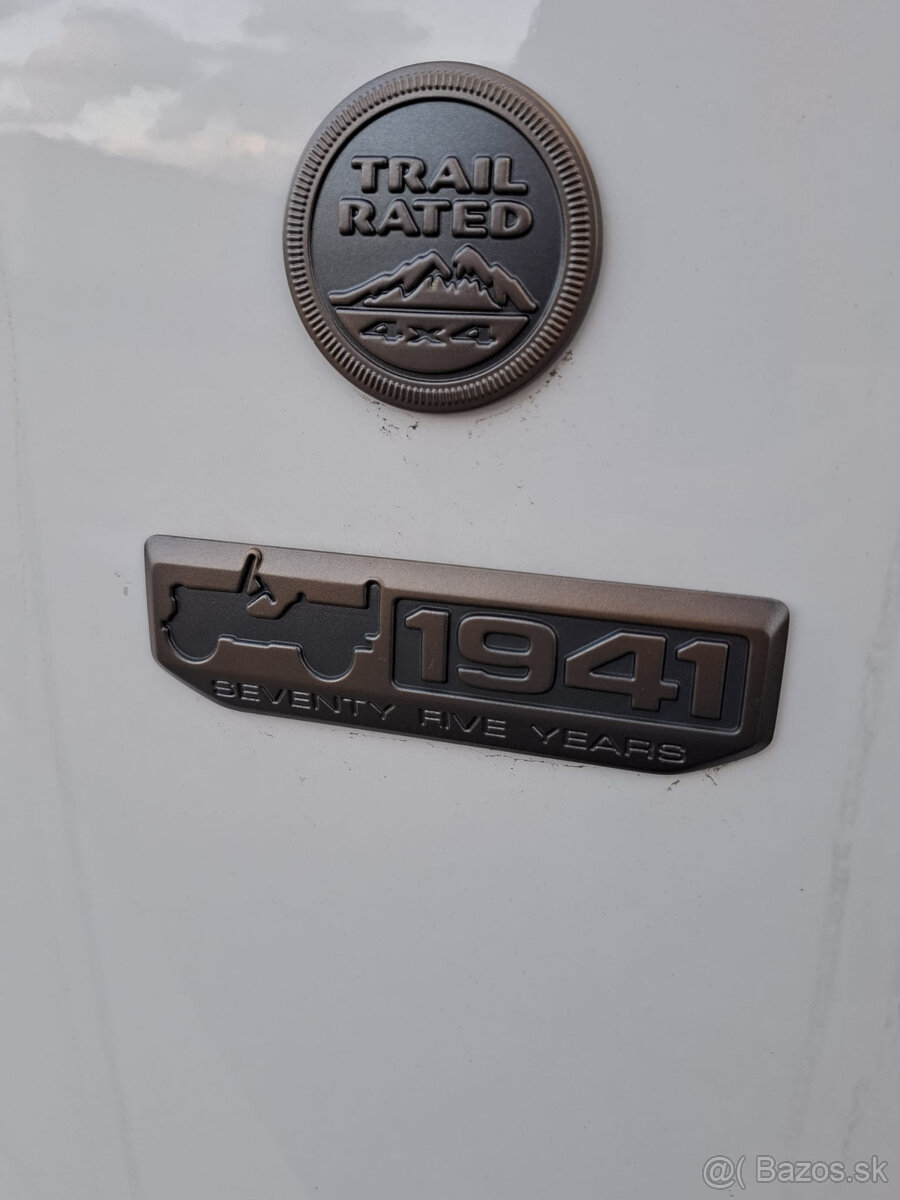 TRAIL
RATED
4x4
1941
SEVENTY FIVE YEARS
@( Bazos.sk